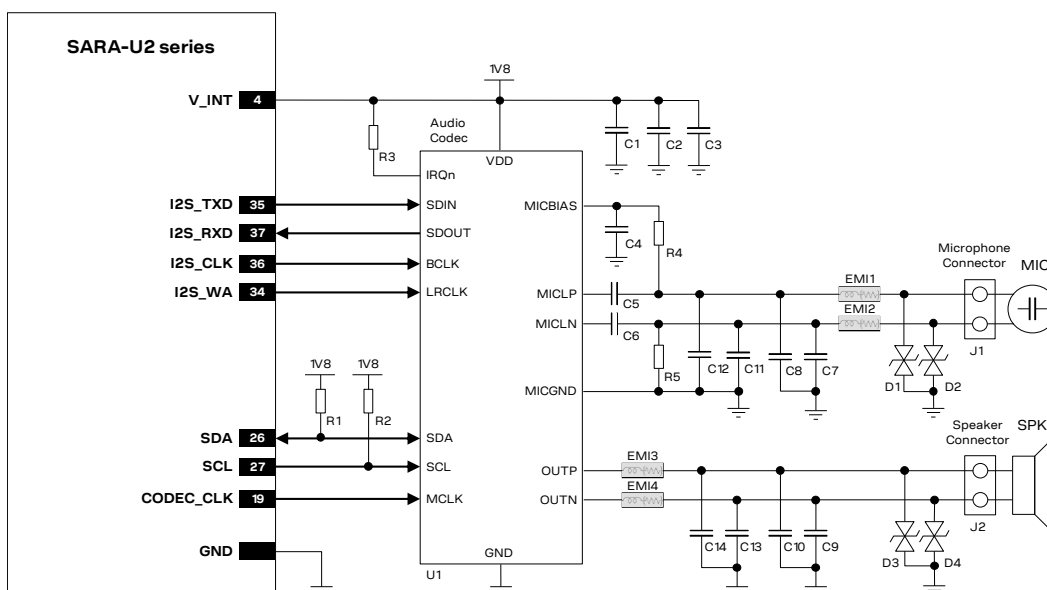 SARA-U2 series
1V8
V_INT 4
Audio
Codec
R3
VDD
C1 C2 C3
IRQn
I2S_TXD 35 SDIN MICBIAS
I2S_RXD 37 SDOUT
C4 R4
Microphone
Connector
MIC
I2S_CLK 36 BCLK
EMI1
I2S_WA 34 LRCLK MICLP
C5
EMI2
MICLN
C6
J1
R5 C12 C11 C8 C7
1V8 1V8
D1 D2
MICGND
R1 R2
Speaker
Connector
SPK
SDA 26 SDA
EMI3
SCL 27 SCL OUTP
EMI4
CODEC_CLK 19 MCLK OUTN
J2
C14 C13 C10 C9
GND GND
D3 D4
U1